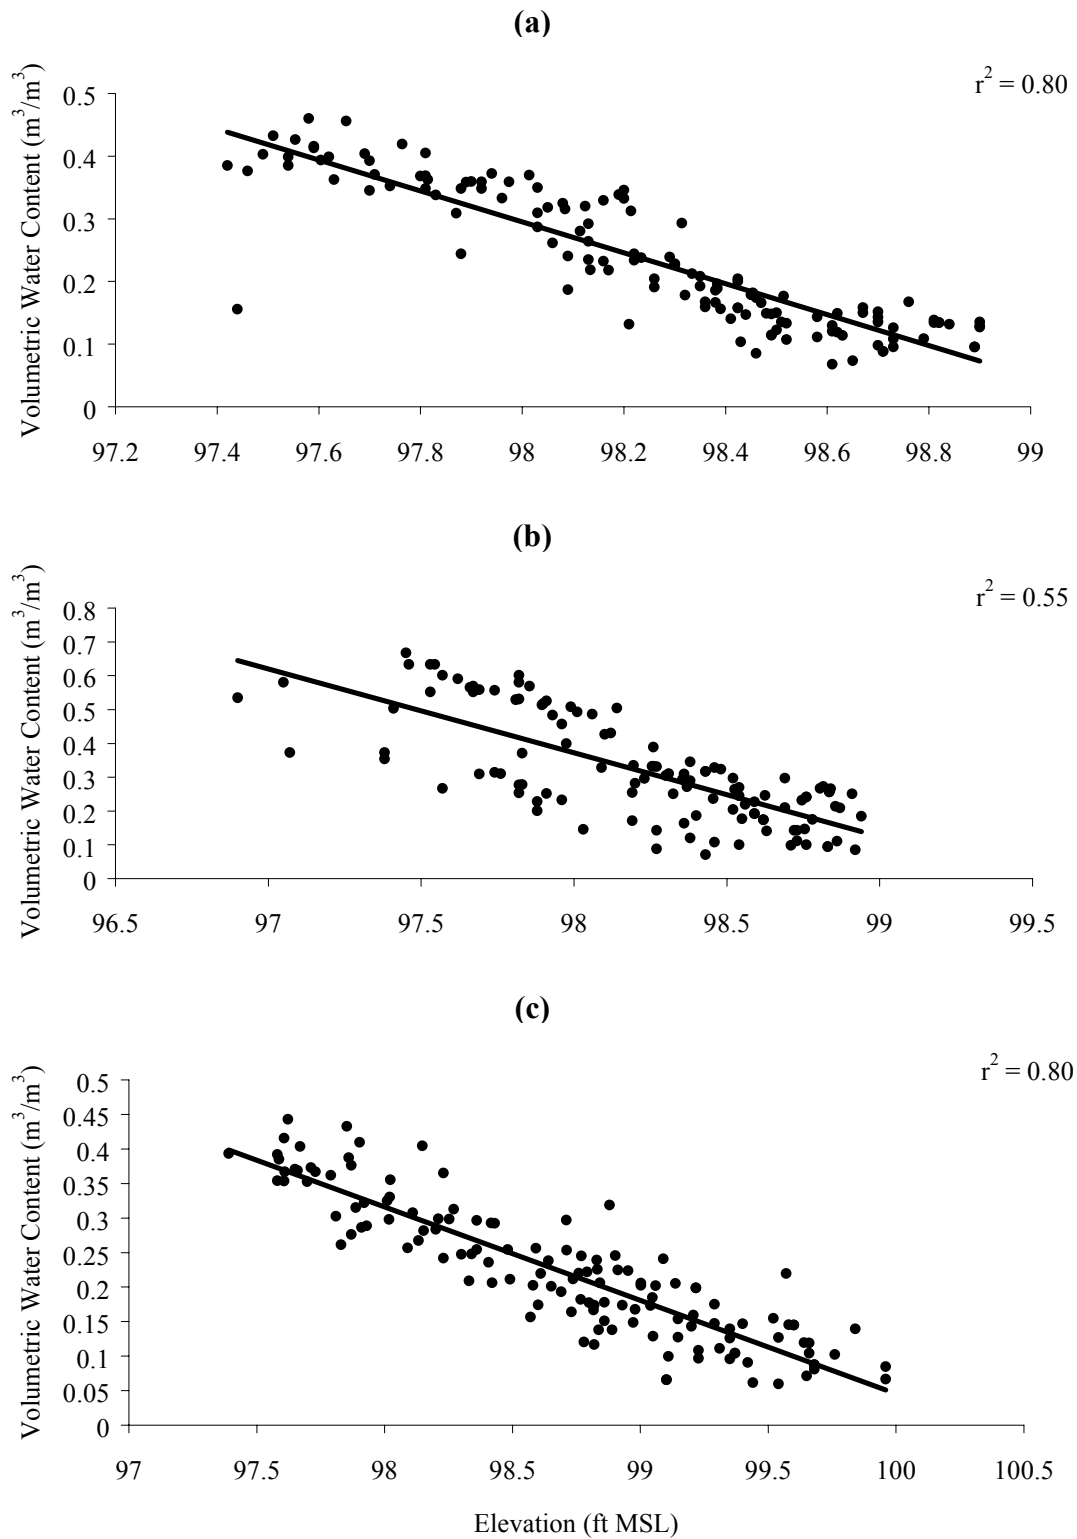 (a)
r² = 0.80
Volumetric Water Content (m³/m³)
0.5
0.4
0.3
0.2
0.1
0
97.2 97.4 97.6 97.8 98 98.2 98.4 98.6 98.8 99
(b)
r² = 0.55
Volumetric Water Content (m³/m³)
0.8
0.7
0.6
0.5
0.4
0.3
0.2
0.1
0
96.5 97 97.5 98 98.5 99 99.5
(c)
r² = 0.80
Volumetric Water Content (m³/m³)
0.5
0.45
0.4
0.35
0.3
0.25
0.2
0.15
0.1
0.05
0
97 97.5 98 98.5 99 99.5 100 100.5
Elevation (ft MSL)